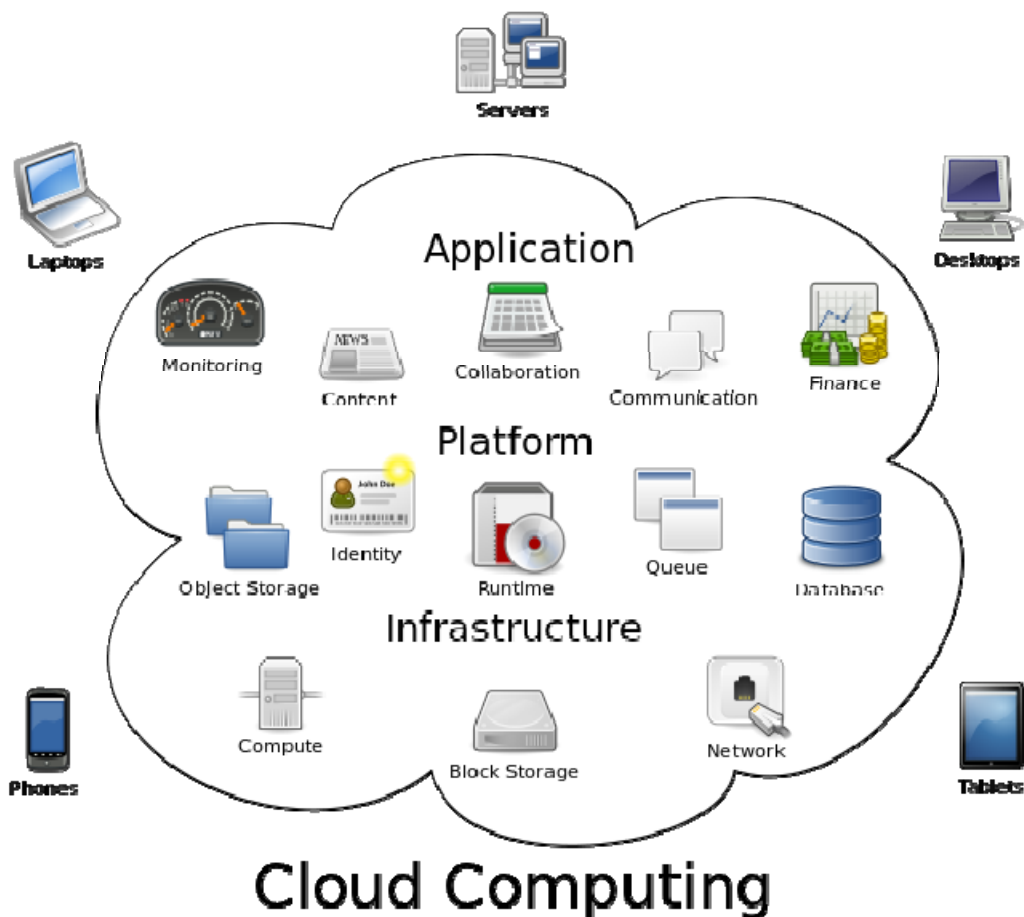 Servers
Laptops
Desktops
Application
Monitoring
NEWS
Content
Collaboration
Communication
Finance
Platform
John Doe
Object Storage
Identity
Runtime
Queue
Database
Infrastructure
Compute
Block Storage
Network
Phones
Tablets
Cloud Computing